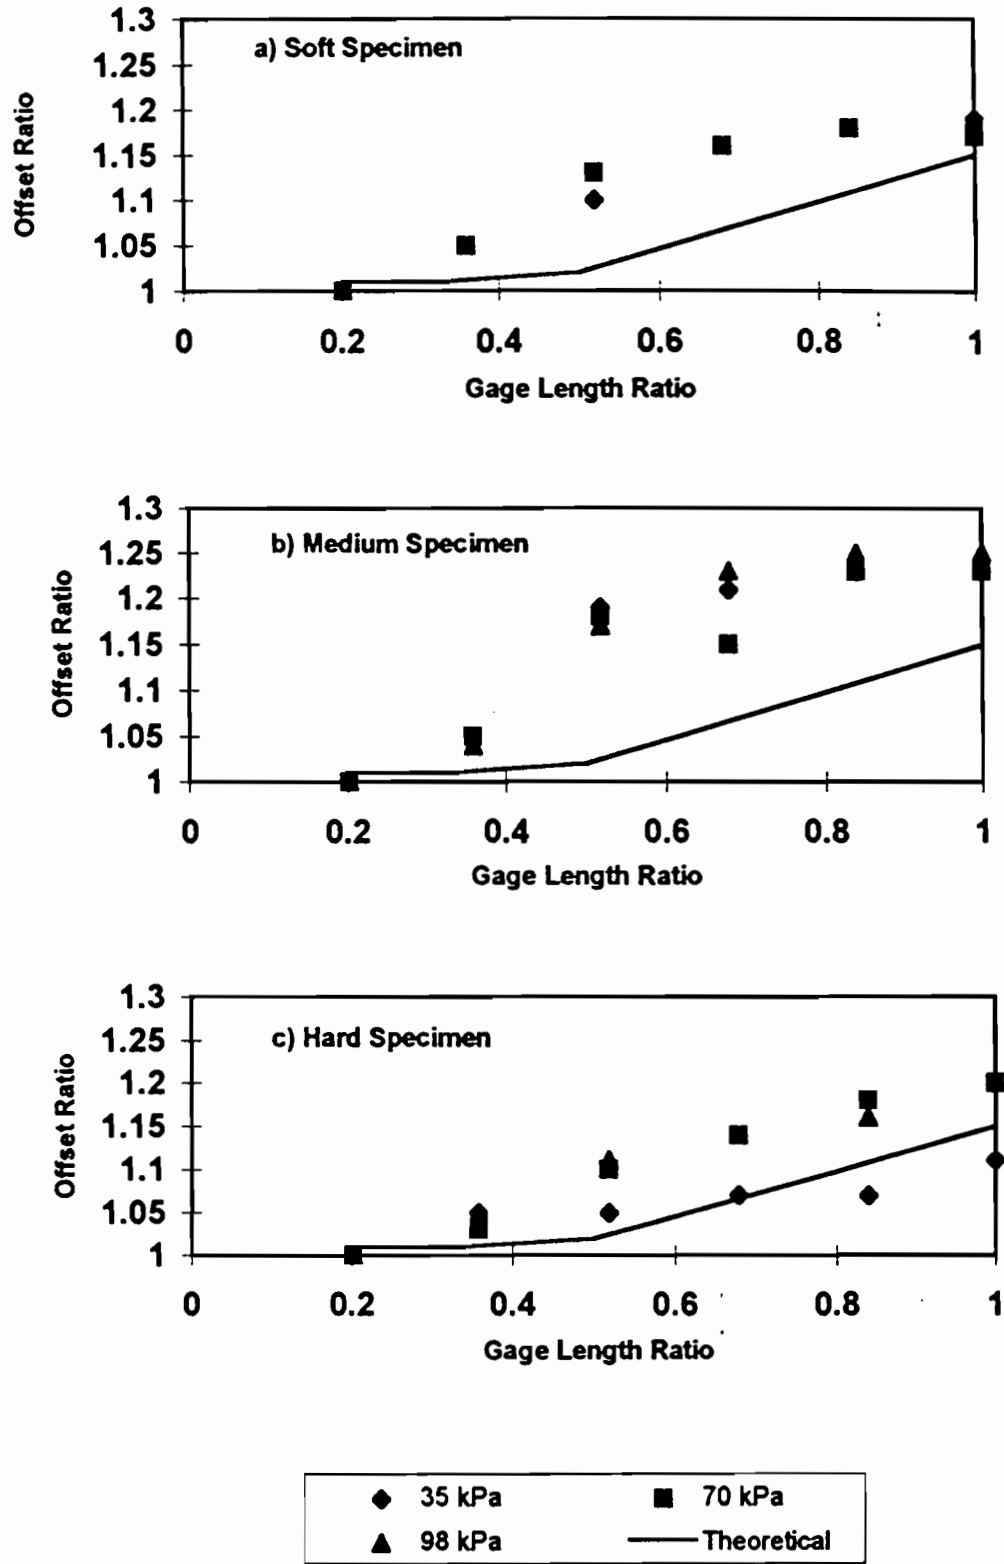 1.3
a) Soft Specimen
1.25
1.2
1.15
1.1
1.05
1
Offset Ratio
0 0.2 0.4 0.6 0.8 1
Gage Length Ratio
1.3
b) Medium Specimen
1.25
1.2
1.15
1.1
1.05
1
Offset Ratio
0 0.2 0.4 0.6 0.8 1
Gage Length Ratio
1.3
c) Hard Specimen
1.25
1.2
1.15
1.1
1.05
1
Offset Ratio
0 0.2 0.4 0.6 0.8 1
Gage Length Ratio
35 kPa 70 kPa
98 kPa Theoretical